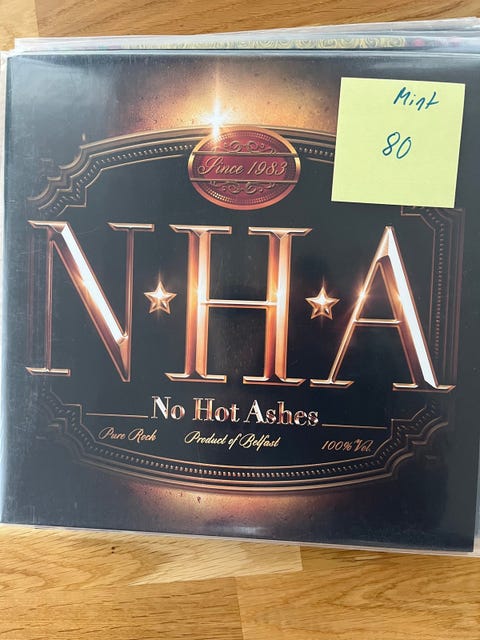 Mint
80
Since 1983
N★H★A
No Hot Ashes
Pure Rock Product of Belfast 100% Vol.